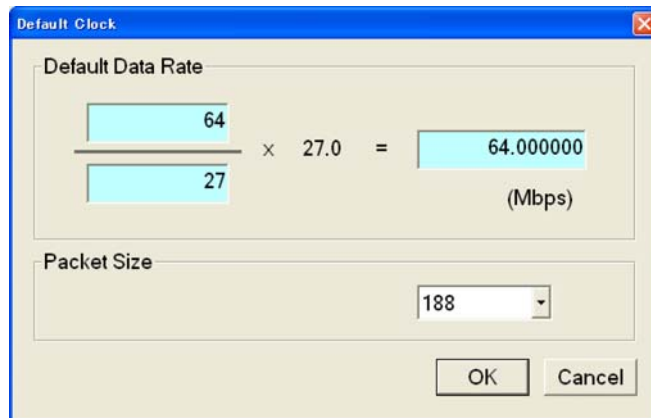 Default Clock
Default Data Rate
64
27
x 27.0 = 64.000000
(Mbps)
Packet Size
188
OK Cancel